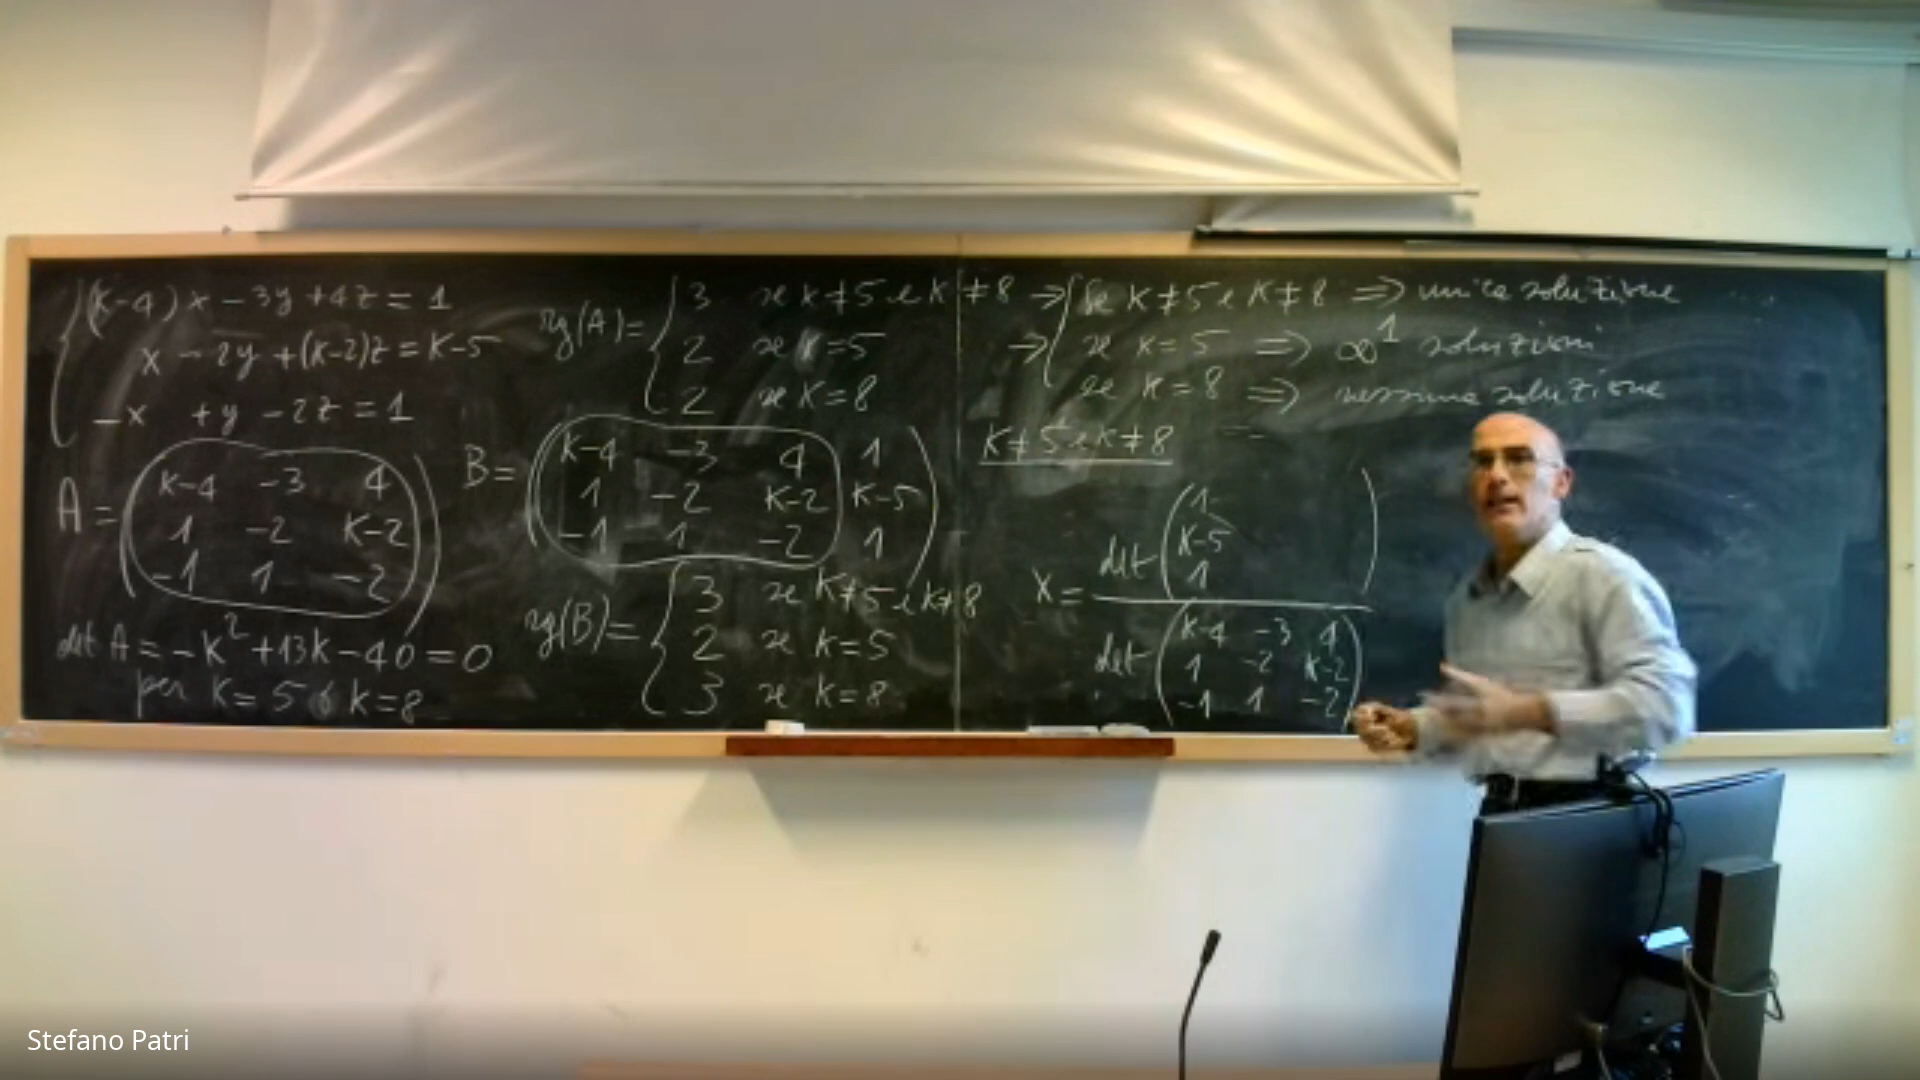 (k-4)x - 3y + 4z = 1
x - 2y + (k-2)z = k-5
-x + y - 2z = 1
A =
k-4 -3 4
1 -2 k-2
-1 1 -2
det A = -k² + 13k - 40 = 0
per k = 5 o k = 8
rg(A) =
3 se k ≠ 5 e k ≠ 8
2 se k = 5
2 se k = 8
B =
k-4 -3 4 1
1 -2 k-2 k-5
-1 1 -2 1
rg(B) =
3 se k ≠ 5 e k ≠ 8
2 se k = 5
3 se k = 8
→ se k ≠ 5 e k ≠ 8 ⇒ unica soluzione
→ se k = 5 ⇒ ∞¹ soluzioni
se k = 8 ⇒ nessuna soluzione
k ≠ 5 e k ≠ 8 =
x =
det
1
k-5
1
det
k-4 -3 4
1 -2 k-2
-1 1 -2
Stefano Patri